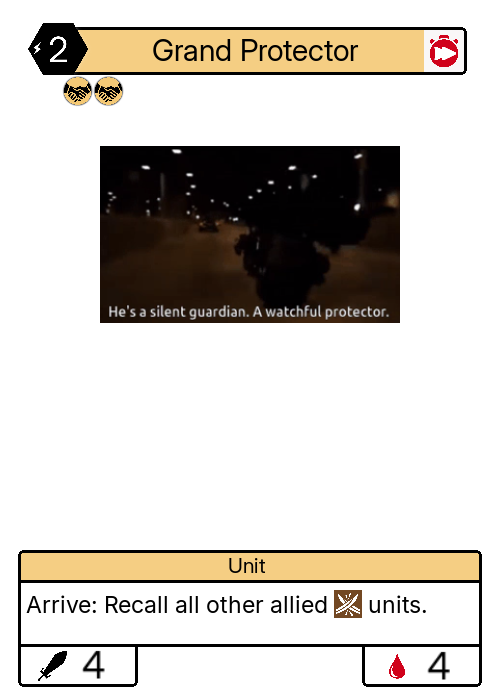 2
Grand Protector
He's a silent guardian. A watchful protector.
Unit
Arrive: Recall all other allied units.
4
4